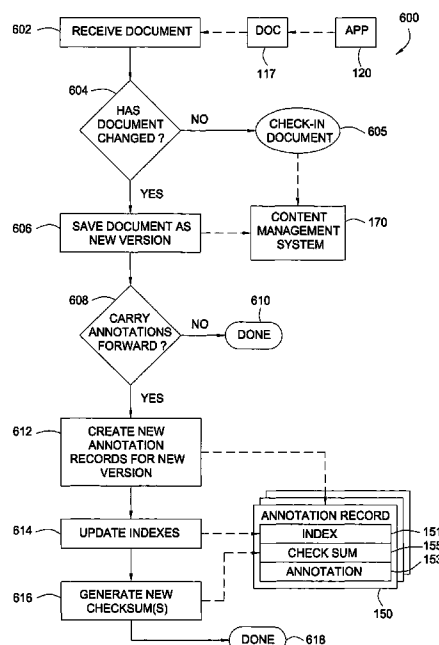 602
RECEIVE DOCUMENT
DOC
117
APP
120
600
604
HAS
DOCUMENT
CHANGED ?
NO
CHECK-IN
DOCUMENT
605
YES
606
SAVE DOCUMENT AS
NEW VERSION
CONTENT
MANAGEMENT
SYSTEM
170
608
CARRY
ANNOTATIONS
FORWARD ?
NO
610
DONE
YES
612
CREATE NEW
ANNOTATION
RECORDS FOR NEW
VERSION
ANNOTATION RECORD
INDEX
151
CHECK SUM
155
ANNOTATION
153
150
614
UPDATE INDEXES
616
GENERATE NEW
CHECKSUM(S)
DONE
618